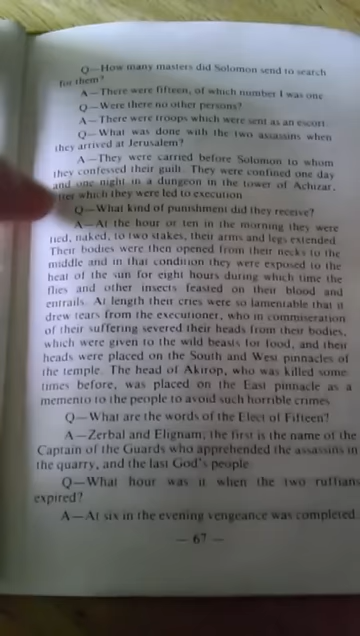 Q—How many masters did Solomon send to search
for them?
A—There were fifteen, of which number I was one
Q—Were there no other persons?
A—There were troops which were sent as an escort.
Q—What was done with the two assassins when
they arrived at Jerusalem?
A—They were carried before Solomon to whom
they confessed their guilt. They were confined one day
and one night in a dungeon in the tower of Achizar,
after which they were led to execution
Q—What kind of punishment did they receive?
A—At the hour of ten in the morning they were
tied, naked, to two stakes, their arms and legs extended.
Their bodies were then opened from their necks to the
middle and in that condition they were exposed to the
heat of the sun for eight hours during which time the
flies and other insects feasted on their blood and
entrails. At length their cries were so lamentable that it
drew tears from the executioner, who in commiseration
of their suffering severed their heads from their bodies,
which were given to the wild beasts for food, and their
heads were placed on the South and West pinnacles of
the temple. The head of Akirop, who was killed some
times before, was placed on the East pinnacle as a
memento to the people to avoid such horrible crimes
Q—What are the words of the Elect of Fifteen?
A—Zerbal and Elignam; the first is the name of the
Captain of the Guards who apprehended the assassins in
the quarry, and the last God's people
Q—What hour was it when the two ruffians
expired?
A—At six in the evening vengeance was completed
— 67 —